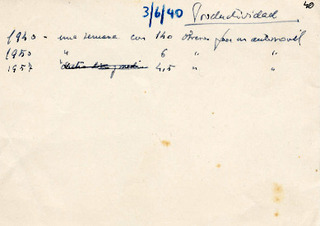 3/6/40 Productividad 40
1940 - una semana con 140 obreros para un automovil
1950 " 6 " "
1957 4,5 " "